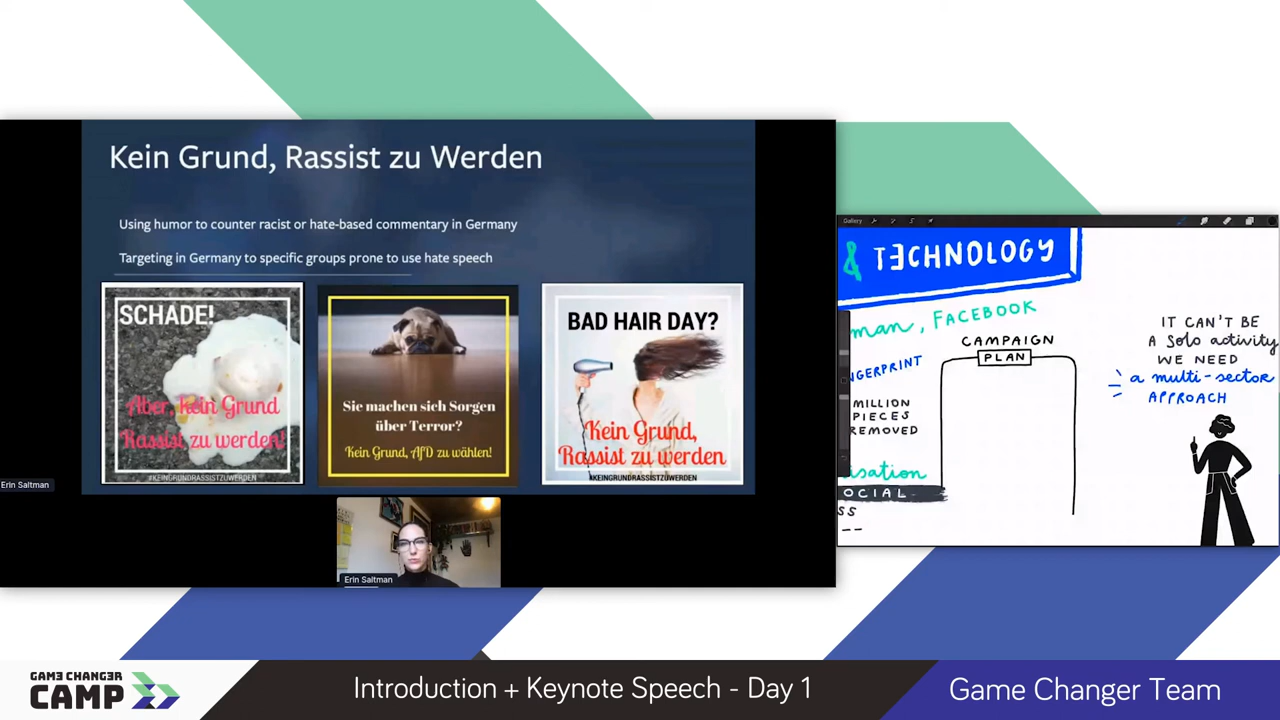 Kein Grund, Rassist zu Werden
Using humor to counter racist or hate-based commentary in Germany
Targeting in Germany to specific groups prone to use hate speech
SCHADE!
Aber, kein Grund
Rassist zu werden!
#KEINGRUNDRASSISTZUWERDEN
Sie machen sich Sorgen
über Terror?
Kein Grund, AfD zu wählen!
BAD HAIR DAY?
Kein Grund,
Rassist zu werden
#KEINGRUNDRASSISTZUWERDEN
Erin Saltman
Erin Saltman
Gallery
& TECHNOLOGY
man, FACEBOOK
NGERPRINT
MILLION
PIECES
REMOVED
isation
OCIAL
SS
CAMPAIGN
PLAN
IT CAN'T BE
A Solo activity
WE NEED
a multi-sector
APPROACH
GAME CHANGER
CAMP
Introduction + Keynote Speech - Day 1
Game Changer Team